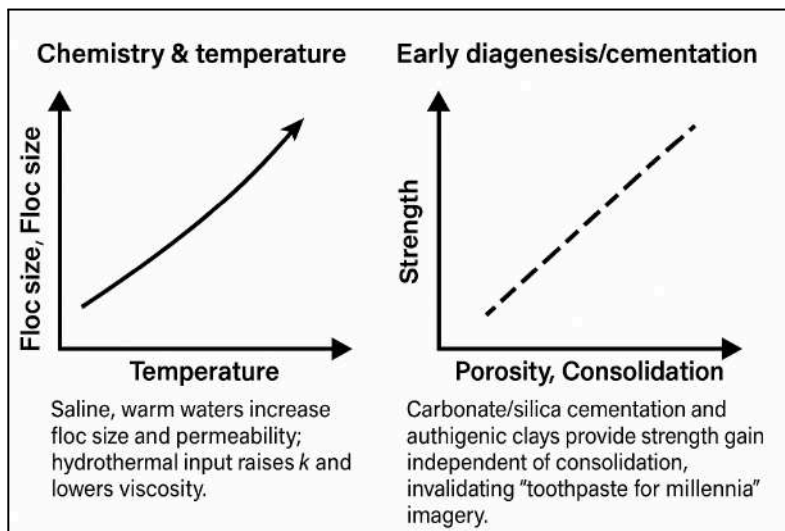 Chemistry & temperature
Floc size, Floc size
Temperature
Saline, warm waters increase
floc size and permeability;
hydrothermal input raises k and
lowers viscosity.
Early diagenesis/cementation
Strength
Porosity, Consolidation
Carbonate/silica cementation and
authigenic clays provide strength gain
independent of consolidation,
invalidating “toothpaste for millennia”
imagery.